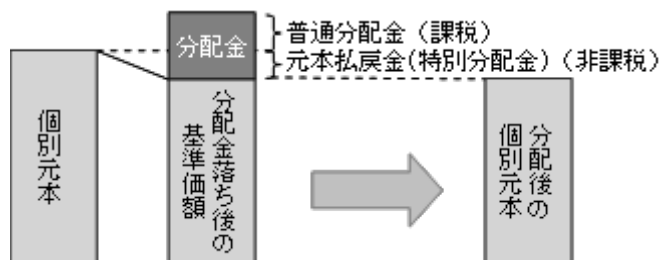 分配金
普通分配金（課税）
元本払戻金(特別分配金)（非課税）
個別元本
分配金落ち後の
基準価額
分配後の
個別元本